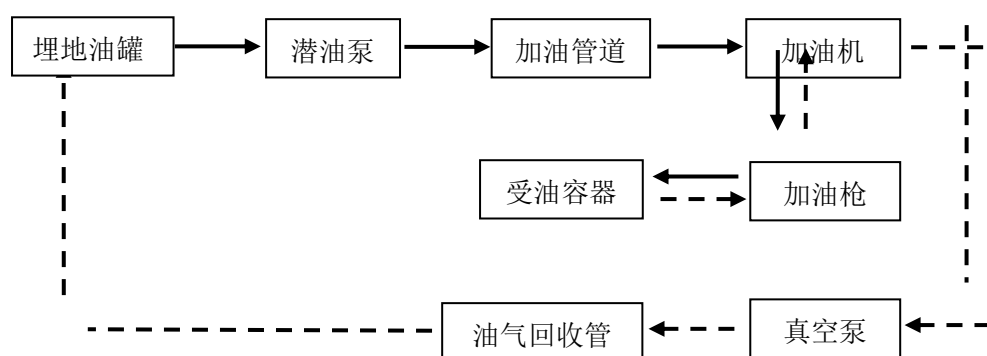 埋地油罐
潜油泵
加油管道
加油机
受油容器
加油枪
油气回收管
真空泵